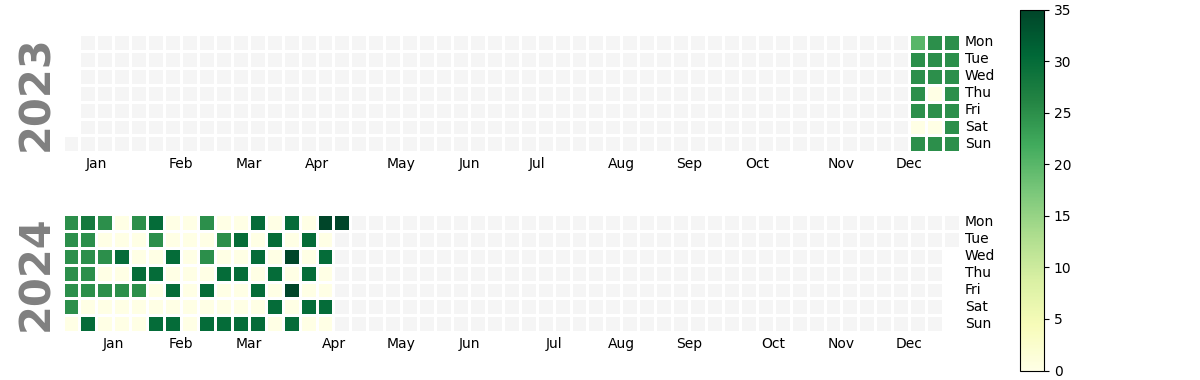 2023
Mon
Tue
Wed
Thu
Fri
Sat
Sun
Jan Feb Mar Apr May Jun Jul Aug Sep Oct Nov Dec
2024
Mon
Tue
Wed
Thu
Fri
Sat
Sun
Jan Feb Mar Apr May Jun Jul Aug Sep Oct Nov Dec
35
30
25
20
15
10
5
0